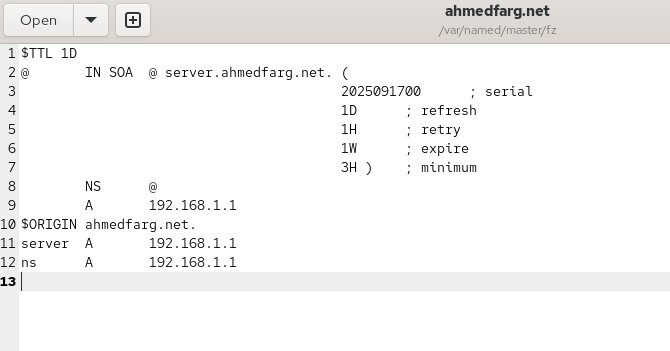 Open
ahmedfarg.net
/var/named/master/fz
1 $TTL 1D
2 @ IN SOA @ server.ahmedfarg.net. (
3 2025091700 ; serial
4 1D ; refresh
5 1H ; retry
6 1W ; expire
7 3H ) ; minimum
8 NS @
9 A 192.168.1.1
10 $ORIGIN ahmedfarg.net.
11 server A 192.168.1.1
12 ns A 192.168.1.1
13